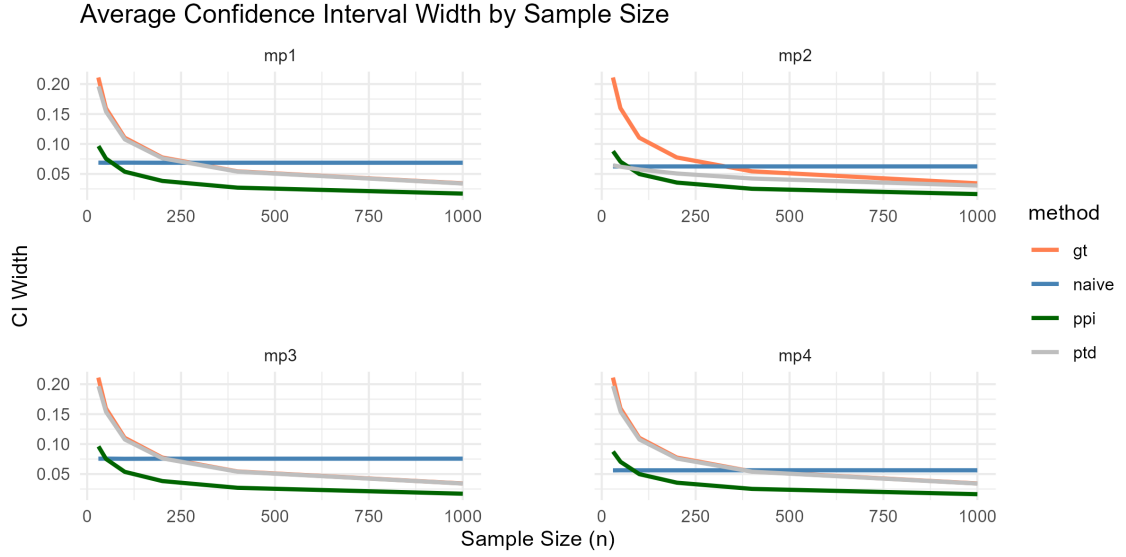 Average Confidence Interval Width by Sample Size
mp1
mp2
0.20
0.15
0.10
0.05
0 250 500 750 1000
0 250 500 750 1000
CI Width
method
gt
naive
ppi
ptd
mp3
mp4
0.20
0.15
0.10
0.05
0 250 500 750 1000
0 250 500 750 1000
Sample Size (n)